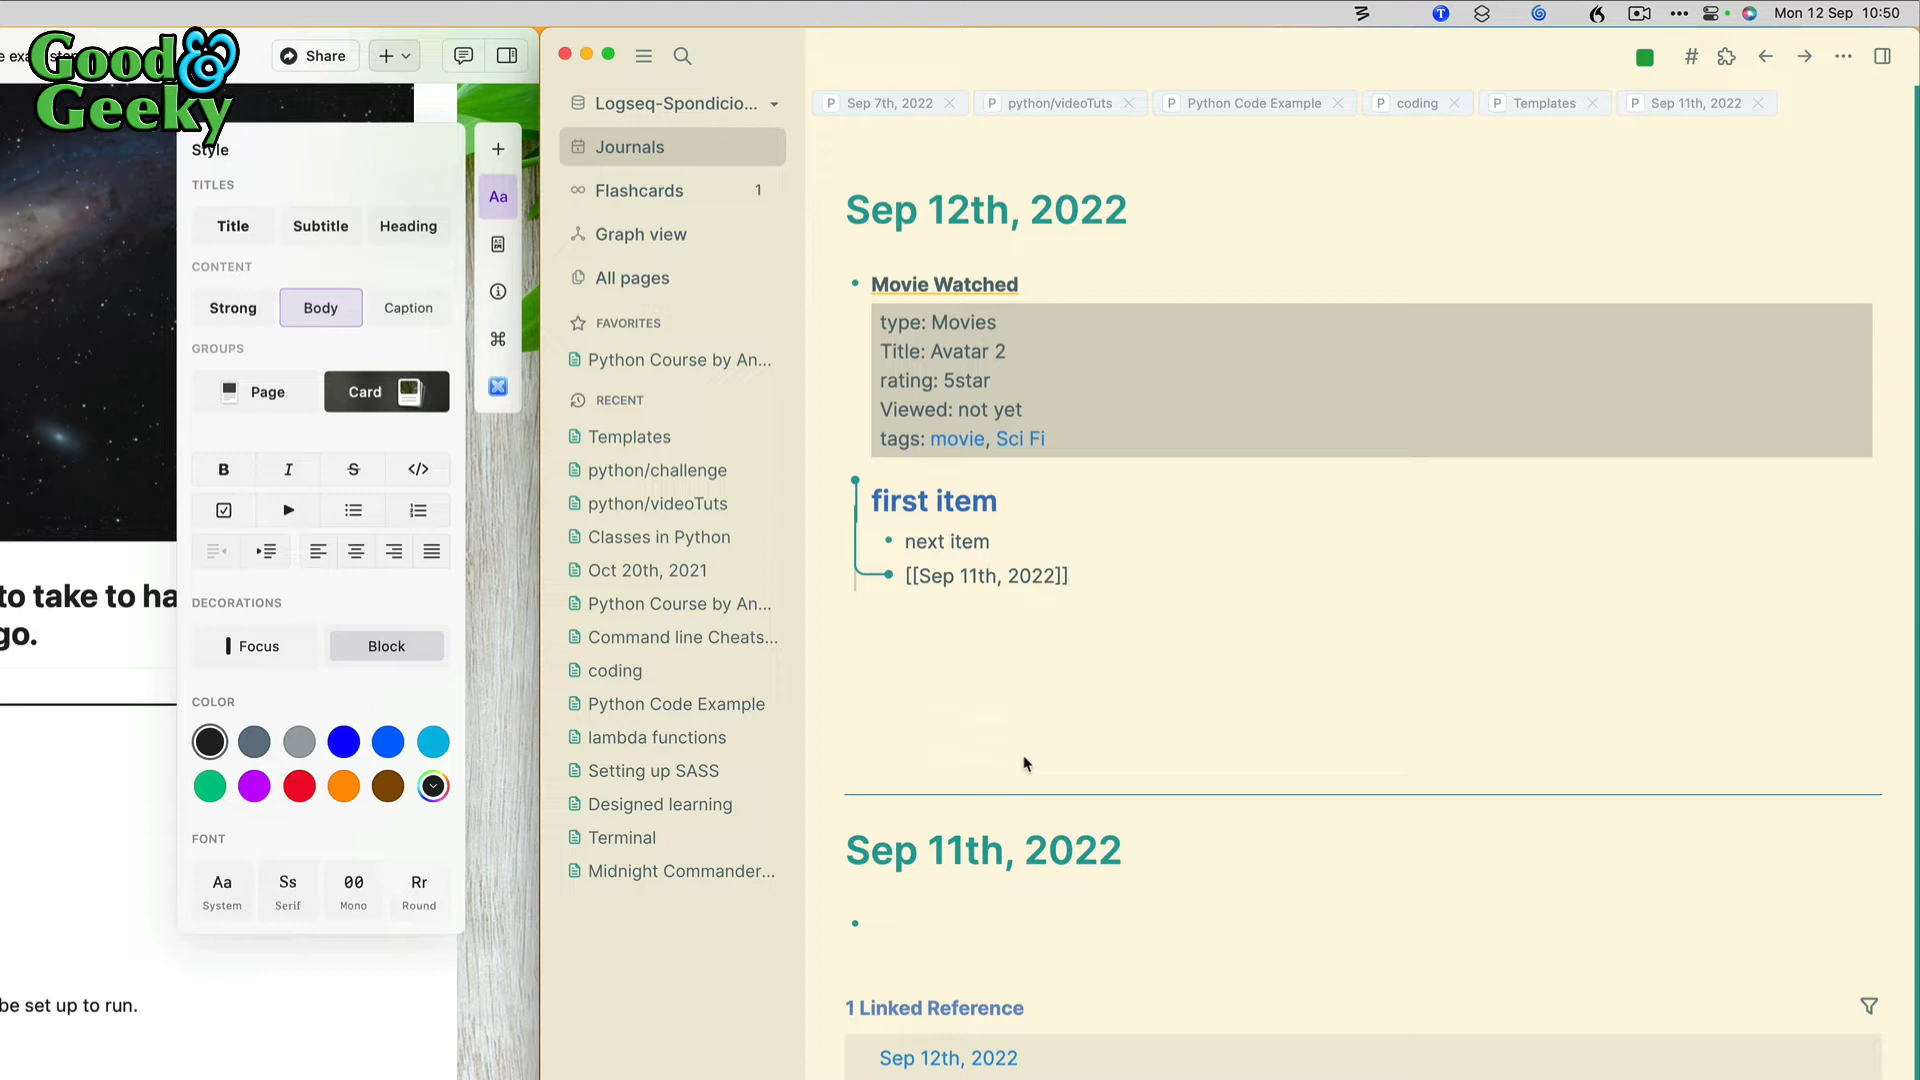 Mon 12 Sep 10:50
Good & Geeky
Share
Style
TITLES
Title Subtitle Heading
CONTENT
Strong Body Caption
GROUPS
Page Card
B I S </>
DECORATIONS
Focus Block
COLOR
FONT
Aa Ss 00 Rr
System Serif Mono Round
Aa
to take to ha
go.
be set up to run.
Logseq-Spondicio...
Journals
Flashcards 1
Graph view
All pages
FAVORITES
Python Course by An...
RECENT
Templates
python/challenge
python/videoTuts
Classes in Python
Oct 20th, 2021
Python Course by An...
Command line Cheats...
coding
Python Code Example
lambda functions
Setting up SASS
Designed learning
Terminal
Midnight Commander...
P Sep 7th, 2022 P python/videoTuts P Python Code Example P coding P Templates P Sep 11th, 2022
Sep 12th, 2022
Movie Watched
type: Movies
Title: Avatar 2
rating: 5star
Viewed: not yet
tags: movie, Sci Fi
first item
next item
[[Sep 11th, 2022]]
Sep 11th, 2022
1 Linked Reference
Sep 12th, 2022